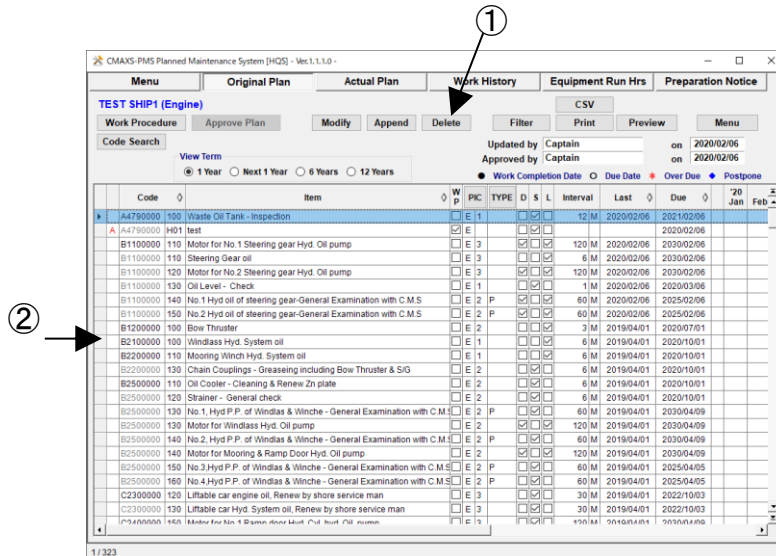 ①
CMAXS-PMS Planned Maintenance System [HQS] - Ver.1.1.1.0 -
Menu Original Plan Actual Plan Work History Equipment Run Hrs Preparation Notice
TEST SHIP1 (Engine) CSV
Work Procedure Approve Plan Modify Append Delete Filter Print Preview Menu
Code Search Updated by Captain on 2020/02/06
View Term Approved by Captain on 2020/02/06
1 Year Next 1 Year 6 Years 12 Years
● Work Completion Date O Due Date * Over Due ◆ Postpone
Code ◊ Item ◊ W P PIC TYPE D S L Interval Last ◊ Due ◊ '20 Jan Feb
A4790000 100 Waste Oil Tank - Inspection E 1 12 M 2020/02/06 2021/02/06
A A4790000 H01 test E 2020/02/06
B1100000 110 Motor for No.1 Steering gear Hyd. Oil pump E 3 120 M 2020/02/06 2030/02/06
B1100000 110 Steering Gear oil E 3 6 M 2020/02/06 2030/02/06
B1100000 120 Motor for No.2 Steering gear Hyd. Oil pump E 3 120 M 2020/02/06 2030/02/06
B1100000 130 Oil Level - Check E 1 1 M 2020/02/06 2020/03/06
B1100000 140 No.1 Hyd oil of steering gear-General Examination with C.M.S E 2 P 60 M 2020/02/06 2025/02/06
B1100000 150 No.2 Hyd oil of steering gear-General Examination with C.M.S E 2 P 60 M 2020/02/06 2025/02/06
②
B1200000 100 Bow Thruster E 2 3 M 2019/04/01 2020/07/01
B2100000 100 Windlass Hyd. System oil E 1 6 M 2019/04/01 2020/10/01
B2200000 110 Mooring Winch Hyd. System oil E 1 6 M 2019/04/01 2020/10/01
B2200000 130 Chain Couplings - Greaseing including Bow Thruster & S/G E 2 6 M 2019/04/01 2020/10/01
B2500000 110 Oil Cooler - Cleaning & Renew Zn plate E 2 6 M 2019/04/01 2020/10/01
B2500000 120 Strainer - General check E 2 6 M 2019/04/01 2020/10/01
B2500000 130 No.1, Hyd P.P. of Windlas & Winche - General Examination with C.M.S E 2 P 60 M 2019/04/01 2030/04/09
B2500000 130 Motor for Windlass Hyd. Oil pump E 2 120 M 2019/04/01 2030/04/09
B2500000 140 No.2, Hyd P.P. of Windlas & Winche - General Examination with C.M.S E 2 P 60 M 2019/04/01 2030/04/09
B2500000 140 Motor for Mooring & Ramp Door Hyd. Oil pump E 2 120 M 2019/04/01 2030/04/09
B2500000 150 No.3,Hyd P.P. of Windlas & Winche - General Examination with C.M.S E 2 P 60 M 2019/04/01 2025/04/05
B2500000 160 No.4,Hyd P.P. of Windlas & Winche - General Examination with C.M.S E 2 P 60 M 2019/04/01 2025/04/05
C2300000 120 Liftable car engine oil, Renew by shore service man E 3 30 M 2019/04/01 2022/10/03
C2300000 130 Liftable car Hyd. System oil, Renew by shore service man E 3 30 M 2019/04/01 2022/10/03
C2400000 150 Motor for No.1 Ramp door Hyd. Cyl. hyd. Oil pump E 3 120 M 2019/04/01 2030/04/09
1 / 323